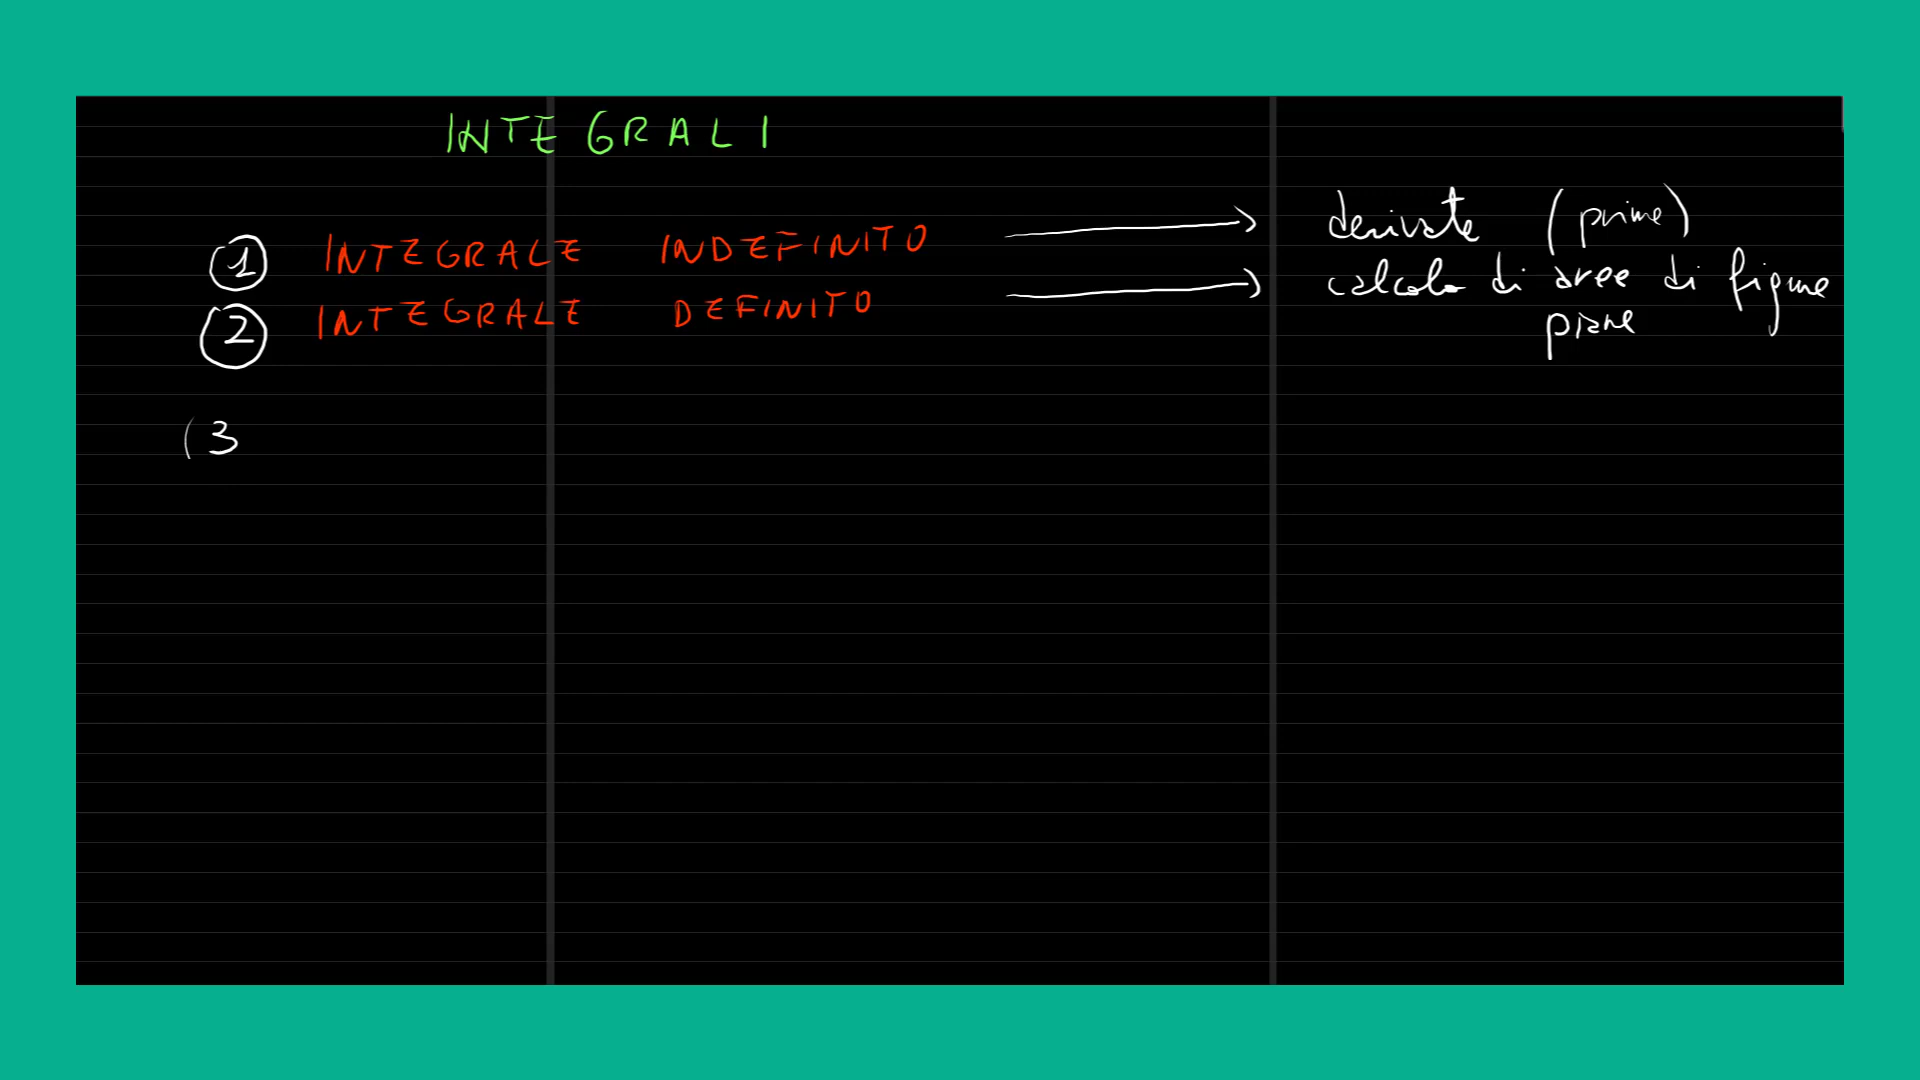 INTEGRALI
1 INTEGRALE INDEFINITO → derivate (prime)
2 INTEGRALE DEFINITO → calcolo di aree di figure
piane
(3